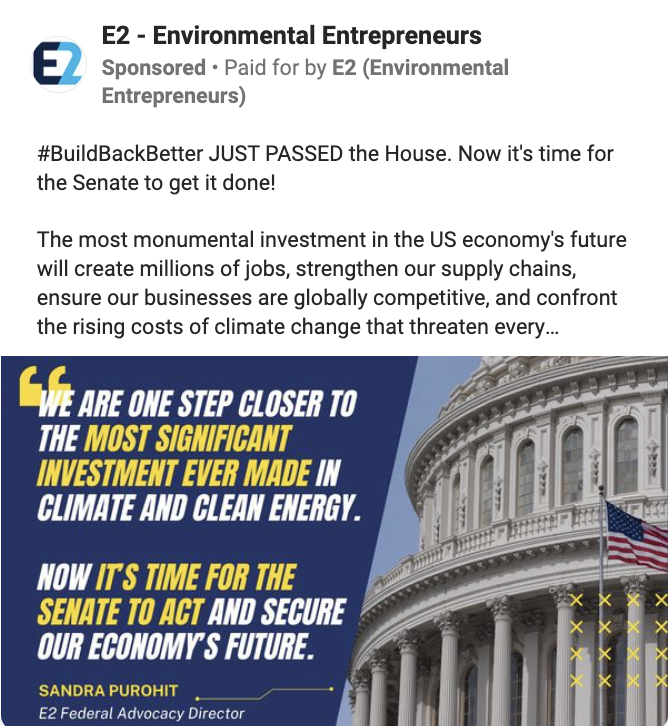 E2 - Environmental Entrepreneurs
E2
Sponsored • Paid for by E2 (Environmental
Entrepreneurs)
#BuildBackBetter JUST PASSED the House. Now it's time for
the Senate to get it done!
The most monumental investment in the US economy's future
will create millions of jobs, strengthen our supply chains,
ensure our businesses are globally competitive, and confront
the rising costs of climate change that threaten every…
“WE ARE ONE STEP CLOSER TO
THE MOST SIGNIFICANT
INVESTMENT EVER MADE IN
CLIMATE AND CLEAN ENERGY.
NOW IT'S TIME FOR THE
SENATE TO ACT AND SECURE
OUR ECONOMY'S FUTURE.
SANDRA PUROHIT
E2 Federal Advocacy Director